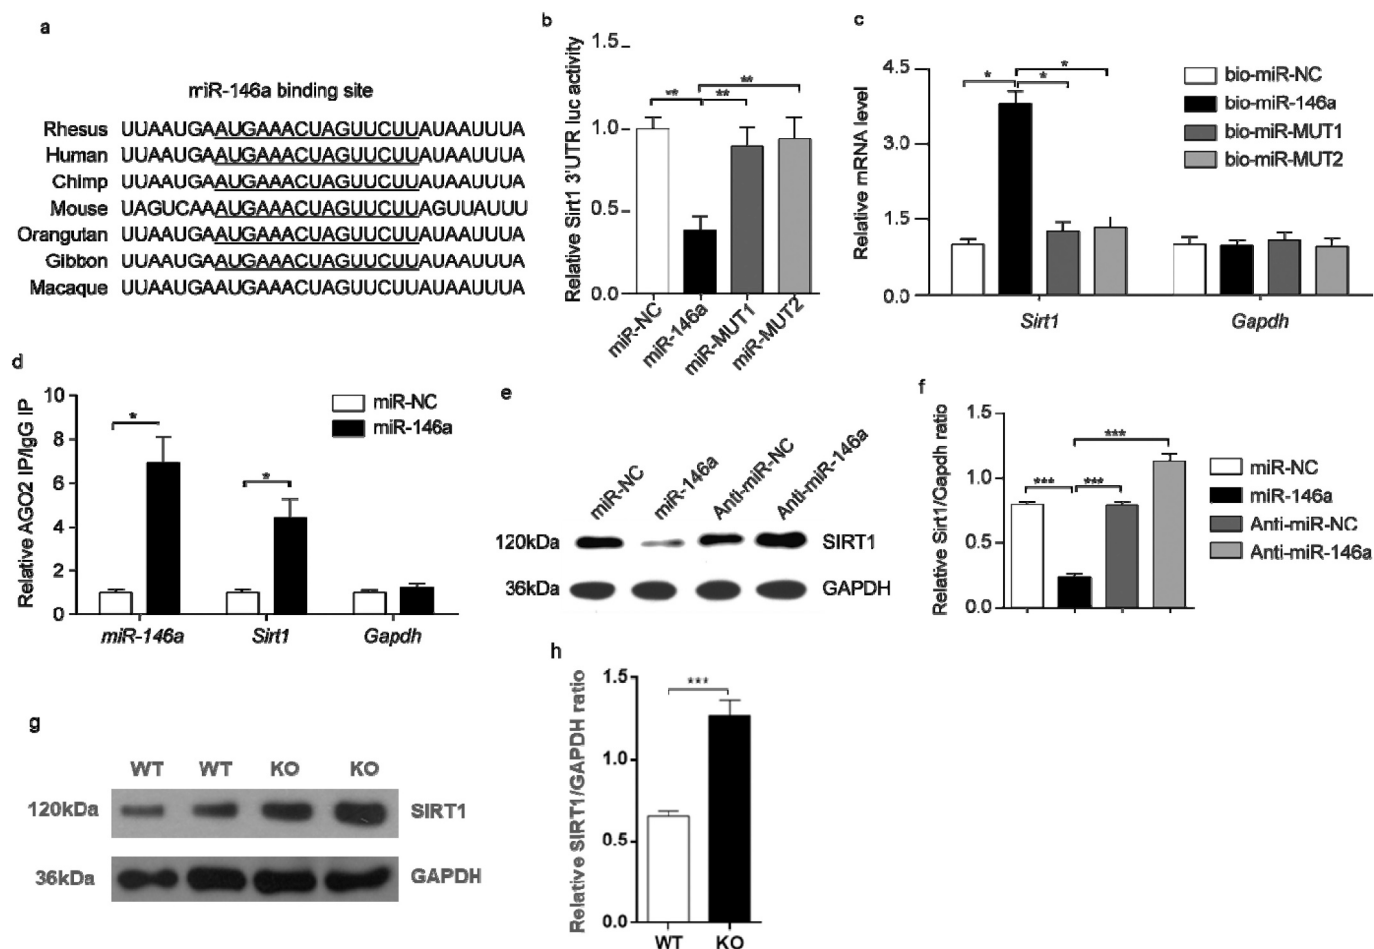 a
miR-146a binding site
Rhesus UUAAUGAAUGAAACUAGUUCUUAUAAUUUA
Human UUAAUGAAUGAAACUAGUUCUUAUAAUUUA
Chimp UUAAUGAAUGAAACUAGUUCUUAUAAUUUA
Mouse UAGUCAAAUGAAACUAGUUCUUAGUUAUUU
Orangutan UUAAUGAAUGAAACUAGUUCUUAUAAUUUA
Gibbon UUAAUGAAUGAAACUAGUUCUUAUAAUUUA
Macaque UUAAUGAAUGAAACUAGUUCUUAUAAUUUA
b
Relative Sirt1 3'UTR luc activity
1.5
1.0
0.5
0.0
** ** **
miR-NC
miR-146a
miR-MUT1
miR-MUT2
c
Relative mRNA level
4.5
3.0
1.5
0.0
* * *
Sirt1
Gapdh
bio-miR-NC
bio-miR-146a
bio-miR-MUT1
bio-miR-MUT2
d
Relative AGO2 IP/IgG IP
10
8
6
4
2
0
* *
miR-146a
Sirt1
Gapdh
miR-NC
miR-146a
e
miR-NC
miR-146a
Anti-miR-NC
Anti-miR-146a
120kDa SIRT1
36kDa GAPDH
f
Relative Sirt1/Gapdh ratio
1.5
1.0
0.5
0.0
*** *** ***
miR-NC
miR-146a
Anti-miR-NC
Anti-miR-146a
g
WT WT KO KO
120kDa SIRT1
36kDa GAPDH
h
Relative SIRT1/GAPDH ratio
1.5
1.0
0.5
0.0
***
WT KO